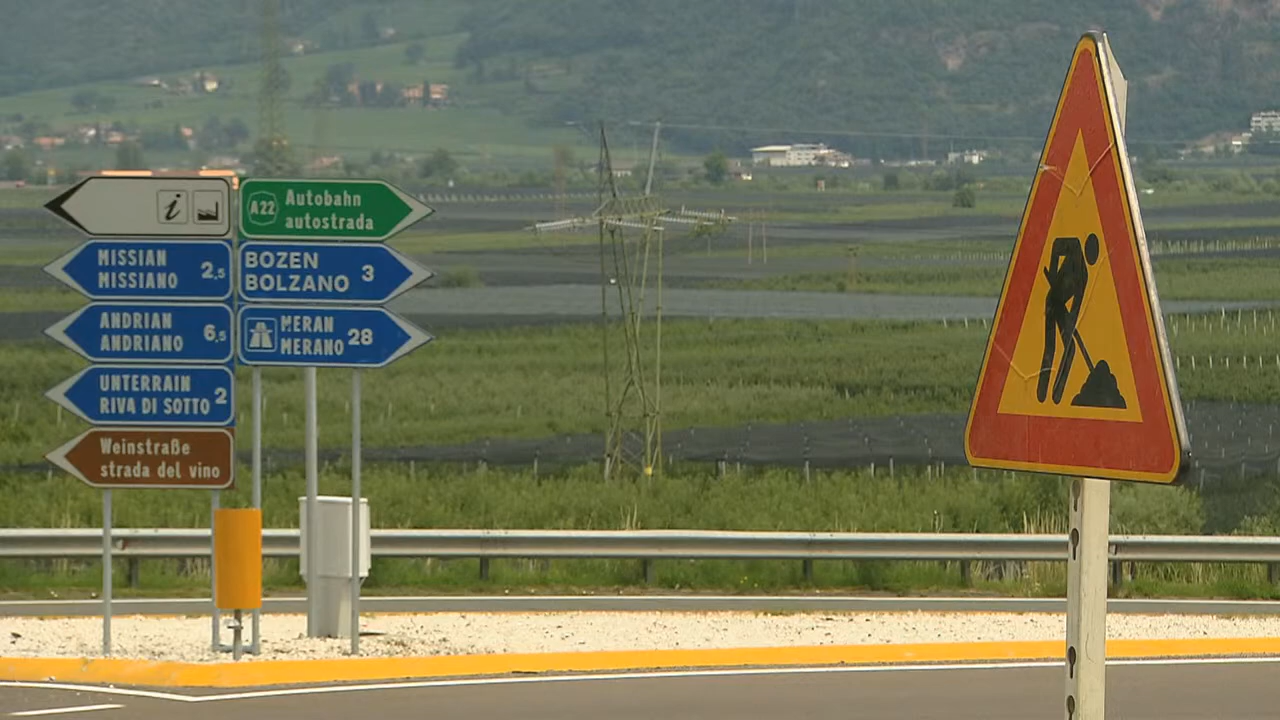 i
MISSIAN
MISSIANO 2,5
ANDRIAN
ANDRIANO 6,5
UNTERRAIN
RIVA DI SOTTO 2
Weinstraße
strada del vino
A22 Autobahn
autostrada
BOZEN
BOLZANO 3
MERAN
MERANO 28